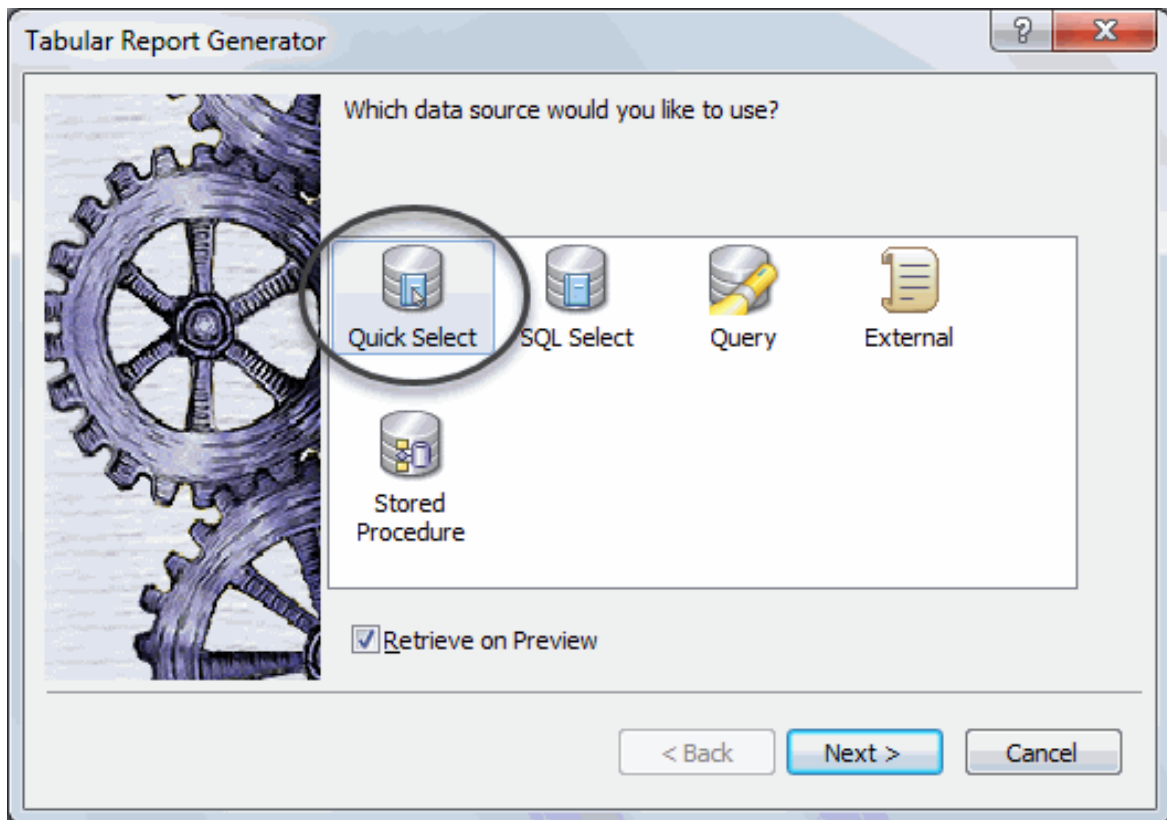 Tabular Report Generator
Which data source would you like to use?
Quick Select
SQL Select
Query
External
Stored
Procedure
Retrieve on Preview
< Back
Next >
Cancel